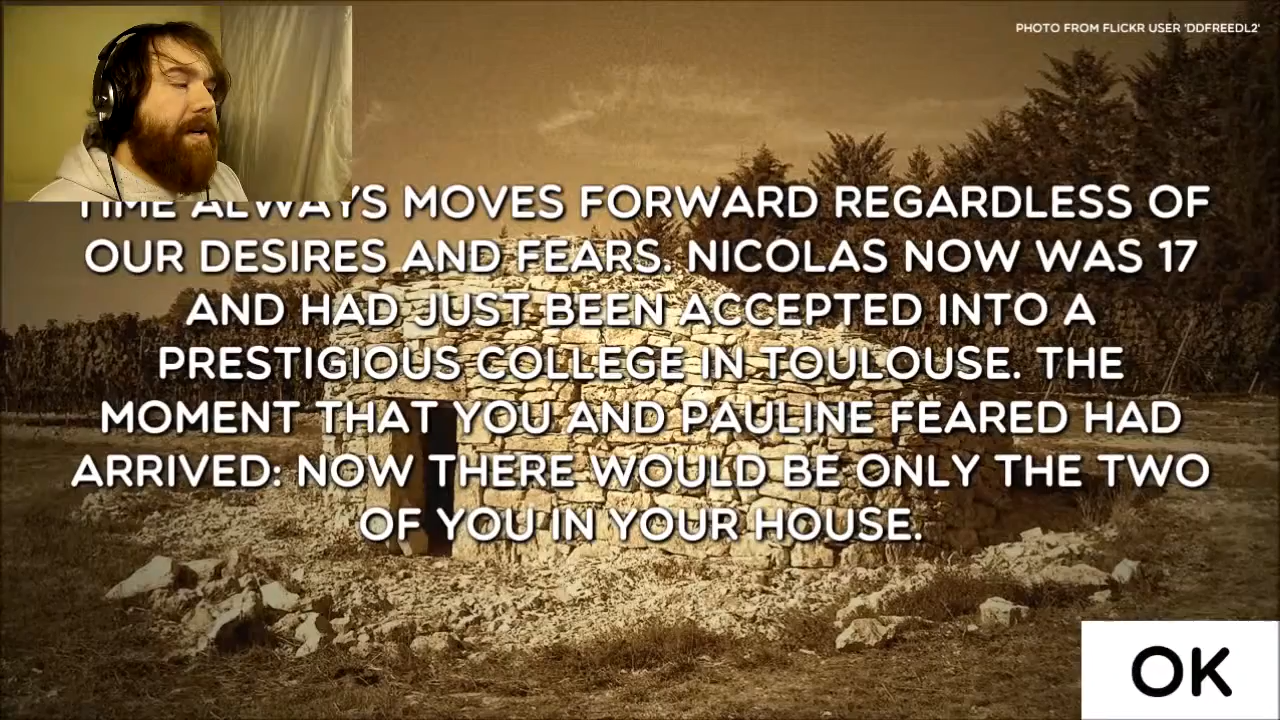 PHOTO FROM FLICKR USER 'DDFREEDL2'
TIME ALWAYS MOVES FORWARD REGARDLESS OF
OUR DESIRES AND FEARS. NICOLAS NOW WAS 17
AND HAD JUST BEEN ACCEPTED INTO A
PRESTIGIOUS COLLEGE IN TOULOUSE. THE
MOMENT THAT YOU AND PAULINE FEARED HAD
ARRIVED: NOW THERE WOULD BE ONLY THE TWO
OF YOU IN YOUR HOUSE.
OK